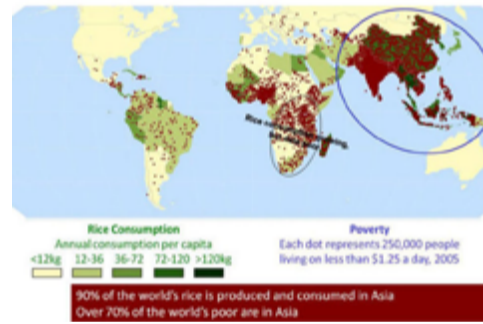 Rice consumption
Rice Consumption
Annual consumption per capita
<12kg 12-36 36-72 72-120 >120kg
Poverty
Each dot represents 250,000 people
living on less than $1.25 a day, 2005
90% of the world's rice is produced and consumed in Asia
Over 70% of the world's poor are in Asia